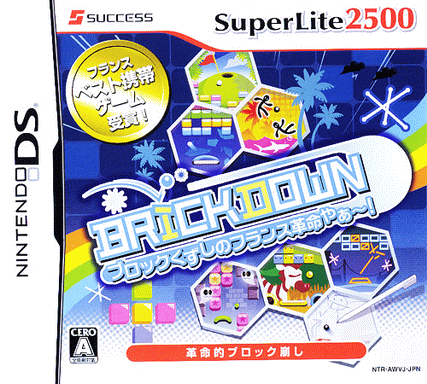 SUCCESS
SuperLite2500
フランス
ベスト携帯
ゲーム
受賞！
NINTENDO DS
BRICKDOWN
ブロックくずしのフランス革命やぁ〜！
CERO
A
革命的ブロック崩し
NTR-AWVJ-JPN